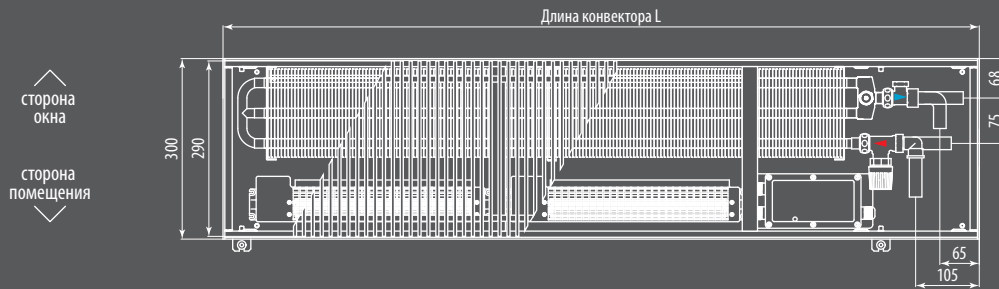 Длина конвектора L
сторона
окна
сторона
помещения
300
290
68
75
65
105